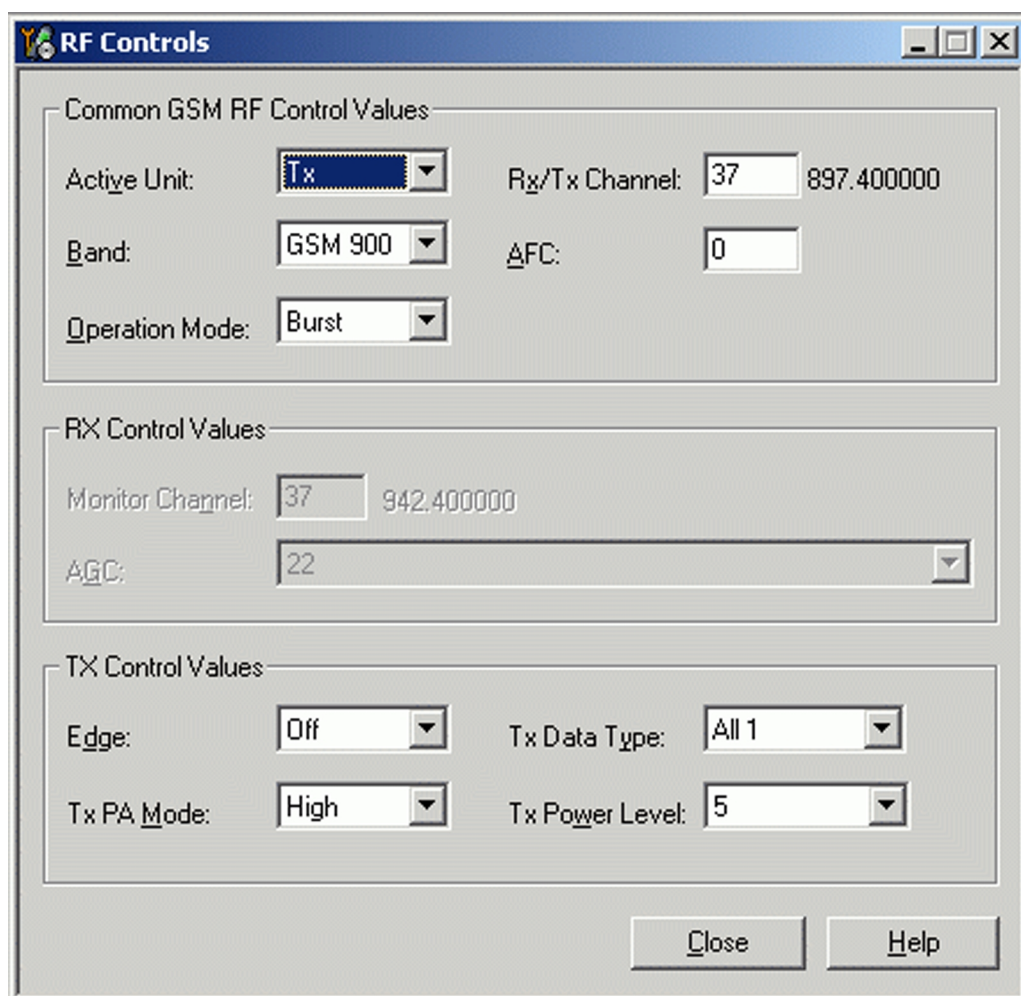 RF Controls
Common GSM RF Control Values
Active Unit: Tx Rx/Tx Channel: 37 897.400000
Band: GSM 900 AFC: 0
Operation Mode: Burst
RX Control Values
Monitor Channel: 37 942.400000
AGC: 22
TX Control Values
Edge: Off Tx Data Type: All 1
Tx PA Mode: High Tx Power Level: 5
Close Help